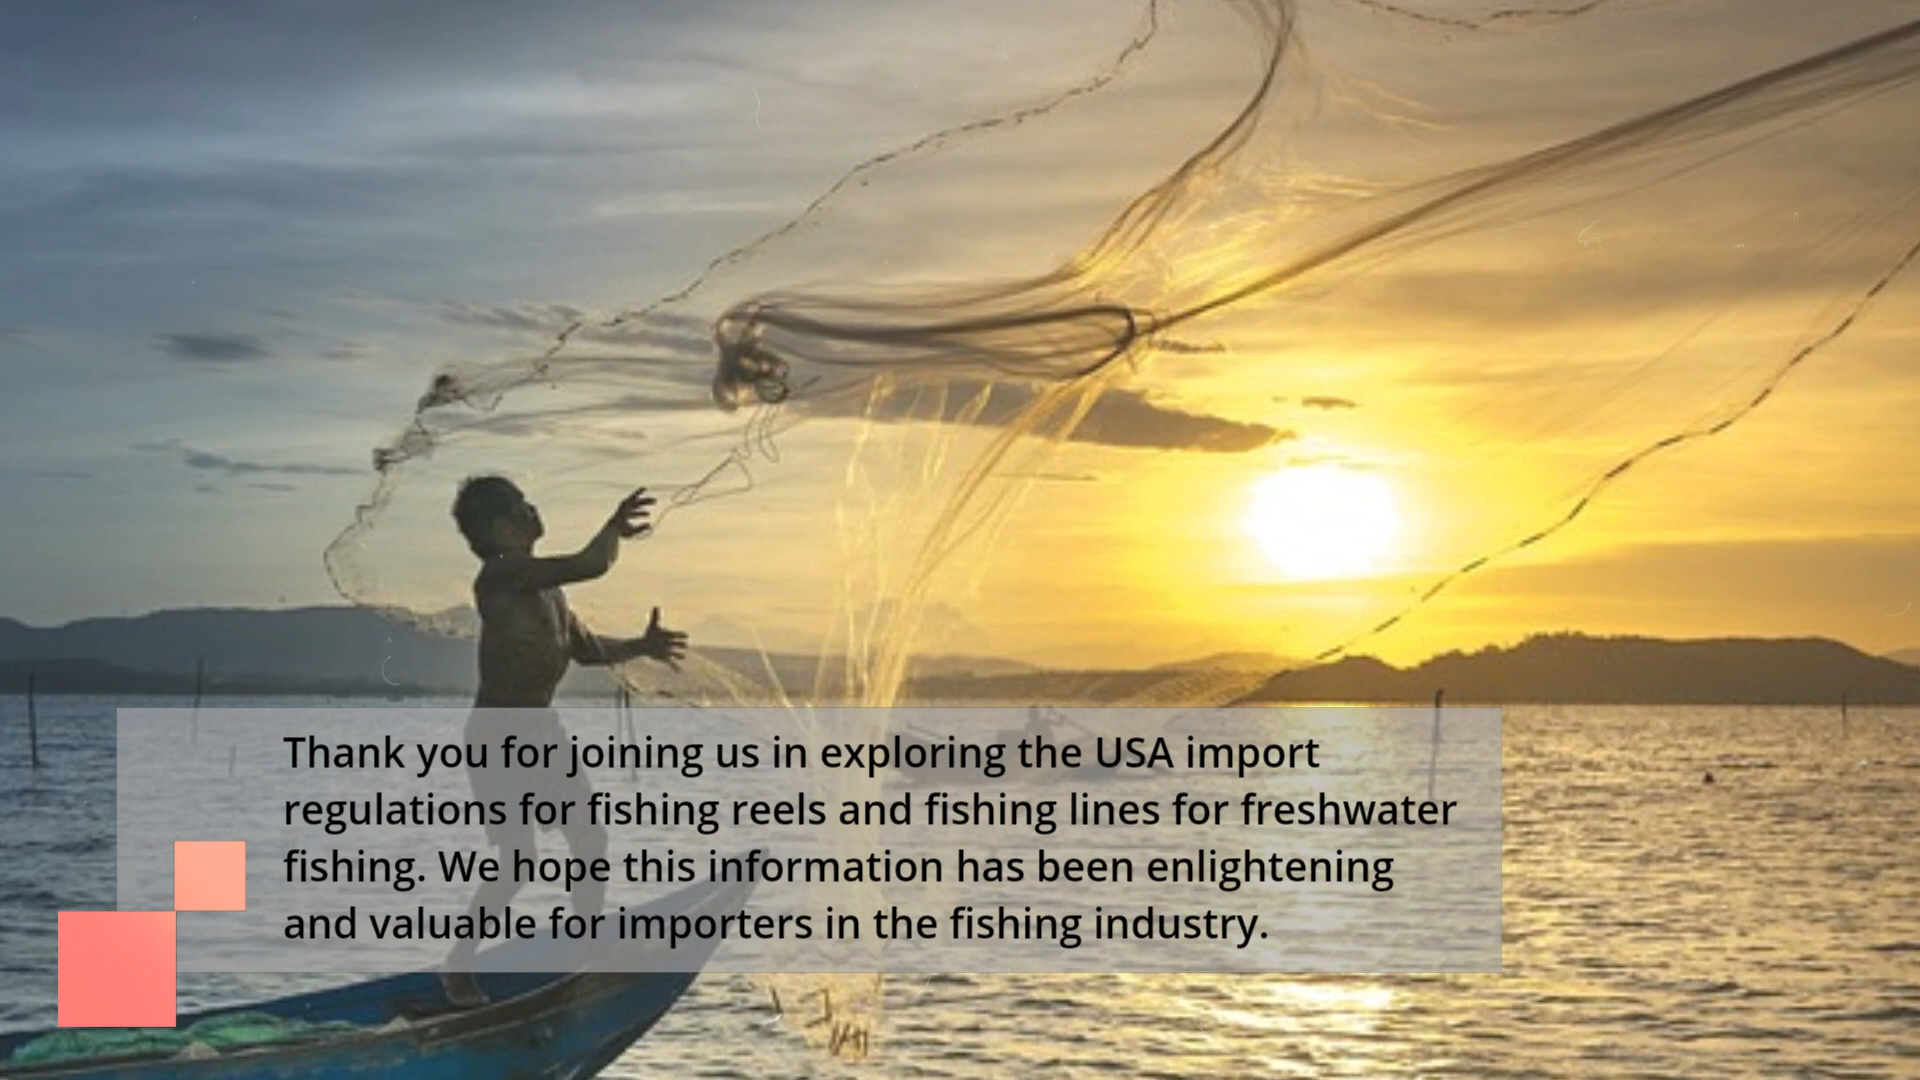 Thank you for joining us in exploring the USA import
regulations for fishing reels and fishing lines for freshwater
fishing. We hope this information has been enlightening
and valuable for importers in the fishing industry.